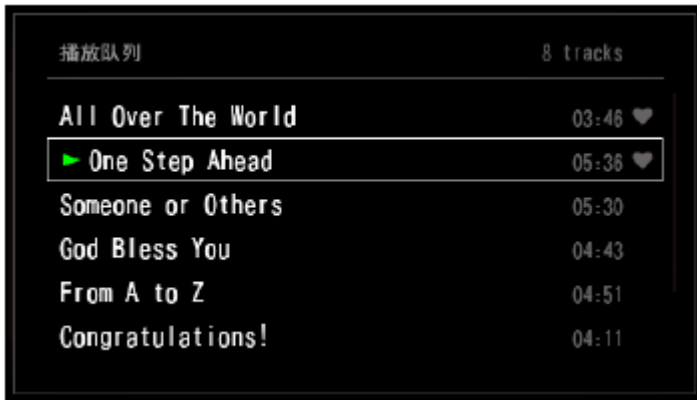 播放队列 8 tracks
All Over The World 03:46
One Step Ahead 05:36
Someone or Others 05:30
God Bless You 04:43
From A to Z 04:51
Congratulations! 04:11